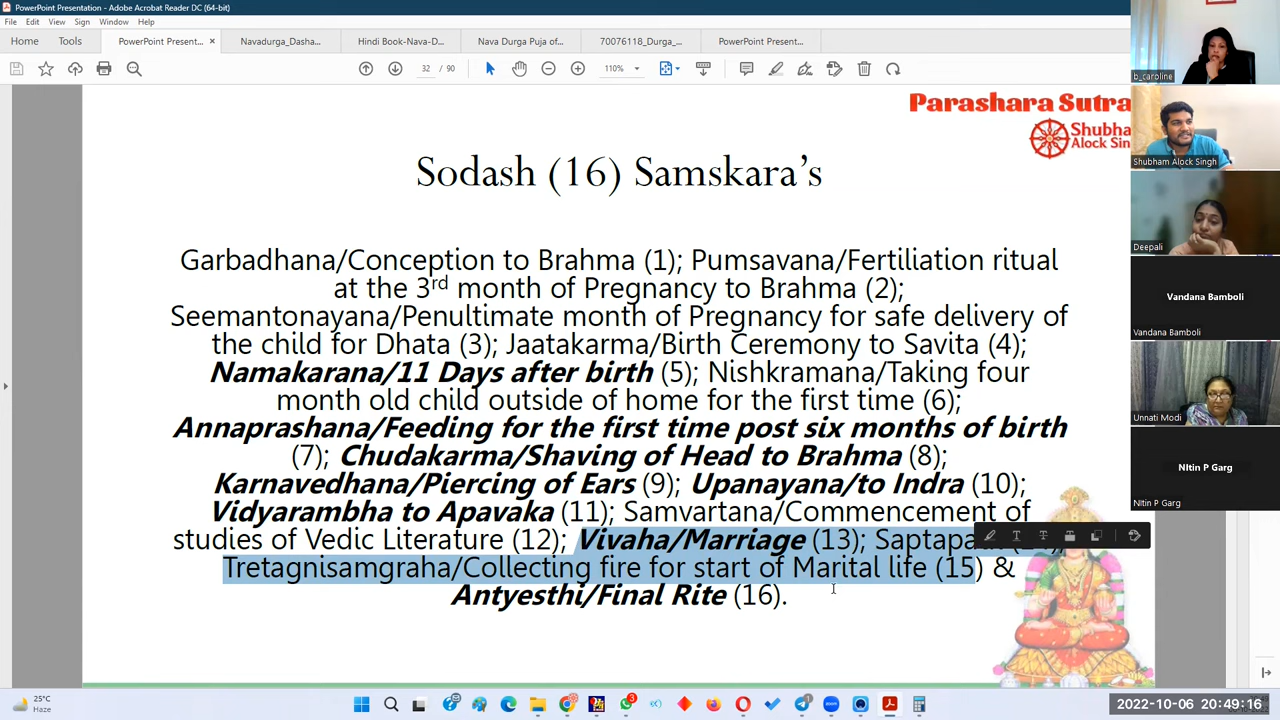 PowerPoint Presentation - Adobe Acrobat Reader DC (64-bit)
File Edit View Sign Window Help
Home Tools PowerPoint Present... × Navadurga_Dasha... Hindi Book-Nava-D... Nava Durga Puja of... 70076118_Durga_... PowerPoint Present...
32 / 90 110%
Parashara Sutra
Shubha
Alock Sin
Sodash (16) Samskara's
Garbadhana/Conception to Brahma (1); Pumsavana/Fertiliation ritual
at the 3rd month of Pregnancy to Brahma (2);
Seemantonayana/Penultimate month of Pregnancy for safe delivery of
the child for Dhata (3); Jaatakarma/Birth Ceremony to Savita (4);
Namakarana/11 Days after birth (5); Nishkramana/Taking four
month old child outside of home for the first time (6);
Annaprashana/Feeding for the first time post six months of birth
(7); Chudakarma/Shaving of Head to Brahma (8);
Karnavedhana/Piercing of Ears (9); Upanayana/to Indra (10);
Vidyarambha to Apavaka (11); Samvartana/Commencement of
studies of Vedic Literature (12); Vivaha/Marriage (13);
Tretagnisamgraha/Collecting fire for start of Marital life (15) &
Antyesthi/Final Rite (16).
b_caroline
Shubham Alock Singh
Deepali
Vandana Bamboli
Vandana Bamboli
Unnati Modi
NItin P Garg
NItin P Garg
25°C
Haze
3
1
2022-10-06 20:49:16